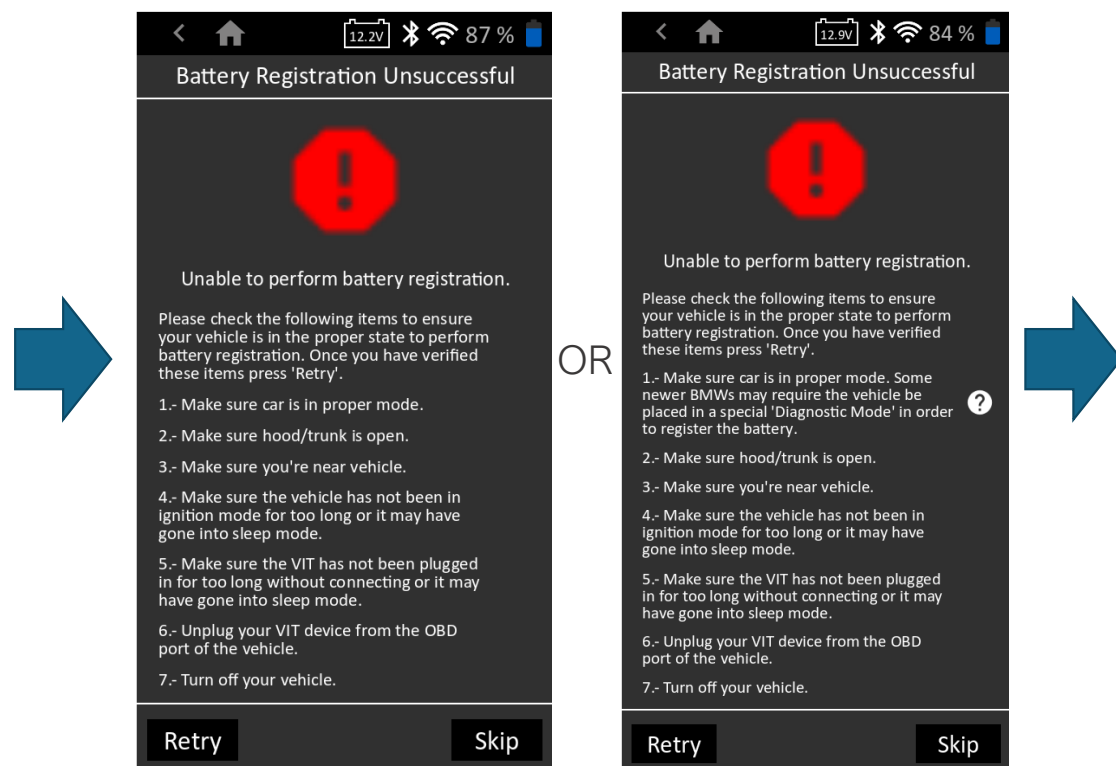 12.2V 87 %
Battery Registration Unsuccessful
Unable to perform battery registration.
Please check the following items to ensure
your vehicle is in the proper state to perform
battery registration. Once you have verified
these items press 'Retry'.
1.- Make sure car is in proper mode.
2.- Make sure hood/trunk is open.
3.- Make sure you're near vehicle.
4.- Make sure the vehicle has not been in
ignition mode for too long or it may have
gone into sleep mode.
5.- Make sure the VIT has not been plugged
in for too long without connecting or it may
have gone into sleep mode.
6.- Unplug your VIT device from the OBD
port of the vehicle.
7.- Turn off your vehicle.
Retry Skip
OR
12.9V 84 %
Battery Registration Unsuccessful
Unable to perform battery registration.
Please check the following items to ensure
your vehicle is in the proper state to perform
battery registration. Once you have verified
these items press 'Retry'.
1.- Make sure car is in proper mode. Some
newer BMWs may require the vehicle be
placed in a special 'Diagnostic Mode' in order
to register the battery.
?
2.- Make sure hood/trunk is open.
3.- Make sure you're near vehicle.
4.- Make sure the vehicle has not been in
ignition mode for too long or it may have
gone into sleep mode.
5.- Make sure the VIT has not been plugged
in for too long without connecting or it may
have gone into sleep mode.
6.- Unplug your VIT device from the OBD
port of the vehicle.
7.- Turn off your vehicle.
Retry Skip